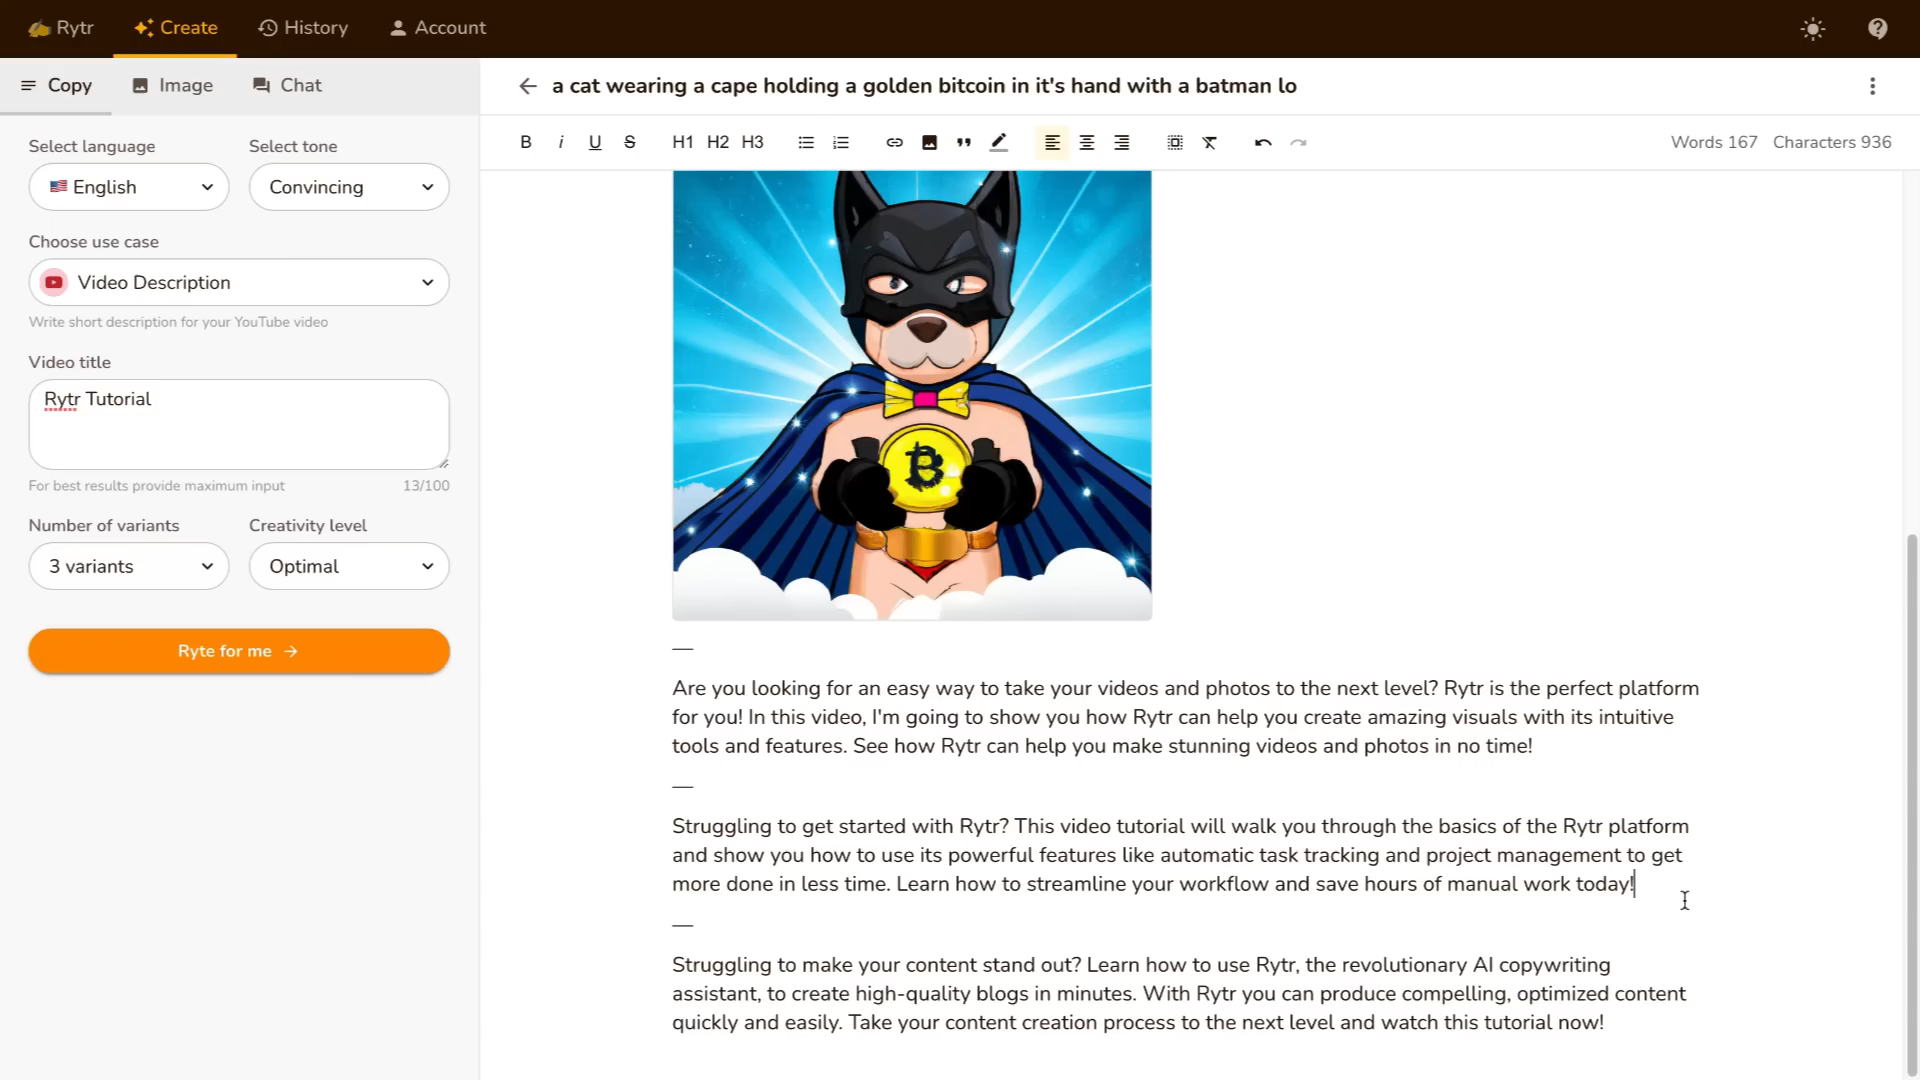 Rytr
Create
History
Account
Copy
Image
Chat
a cat wearing a cape holding a golden bitcoin in it's hand with a batman lo
B i U S H1 H2 H3
Words 167 Characters 936
Select language
Select tone
English
Convincing
Choose use case
Video Description
Write short description for your YouTube video
Video title
Rytr Tutorial
For best results provide maximum input
13/100
Number of variants
Creativity level
3 variants
Optimal
Ryte for me →
B
—
Are you looking for an easy way to take your videos and photos to the next level? Rytr is the perfect platform
for you! In this video, I'm going to show you how Rytr can help you create amazing visuals with its intuitive
tools and features. See how Rytr can help you make stunning videos and photos in no time!
—
Struggling to get started with Rytr? This video tutorial will walk you through the basics of the Rytr platform
and show you how to use its powerful features like automatic task tracking and project management to get
more done in less time. Learn how to streamline your workflow and save hours of manual work today!
—
Struggling to make your content stand out? Learn how to use Rytr, the revolutionary AI copywriting
assistant, to create high-quality blogs in minutes. With Rytr you can produce compelling, optimized content
quickly and easily. Take your content creation process to the next level and watch this tutorial now!